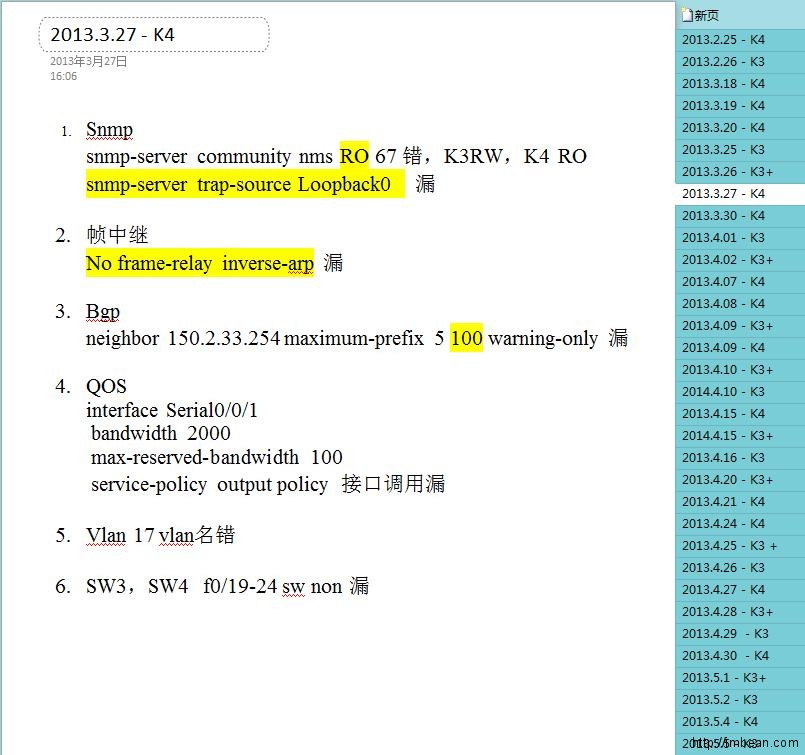 2013.3.27 - K4
2013年3月27日
16:06
1. Snmp
snmp-server community nms RO 67 错，K3RW，K4 RO
snmp-server trap-source Loopback0 漏
2. 帧中继
No frame-relay inverse-arp 漏
3. Bgp
neighbor 150.2.33.254 maximum-prefix 5 100 warning-only 漏
4. QOS
interface Serial0/0/1
bandwidth 2000
max-reserved-bandwidth 100
service-policy output policy 接口调用漏
5. Vlan 17 vlan名错
6. SW3，SW4 f0/19-24 sw non 漏
新页
2013.2.25 - K4
2013.2.26 - K3
2013.3.18 - K4
2013.3.19 - K4
2013.3.20 - K4
2013.3.25 - K3
2013.3.26 - K3+
2013.3.27 - K4
2013.3.30 - K4
2013.4.01 - K3
2013.4.02 - K3+
2013.4.07 - K4
2013.4.08 - K4
2013.4.09 - K3+
2013.4.09 - K4
2013.4.10 - K3+
2014.4.10 - K3
2013.4.15 - K4
2014.4.15 - K3+
2013.4.16 - K3
2013.4.20 - K3+
2013.4.21 - K4
2013.4.24 - K4
2013.4.25 - K3 +
2013.4.26 - K3
2013.4.27 - K4
2013.4.28 - K3+
2013.4.29 - K3
2013.4.30 - K4
2013.5.1 - K3+
2013.5.2 - K3
2013.5.4 - K4